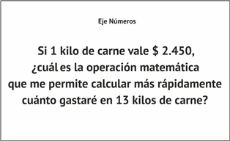 Eje Números
Si 1 kilo de carne vale $ 2.450,
¿cuál es la operación matemática
que me permite calcular más rápidamente
cuánto gastaré en 13 kilos de carne?